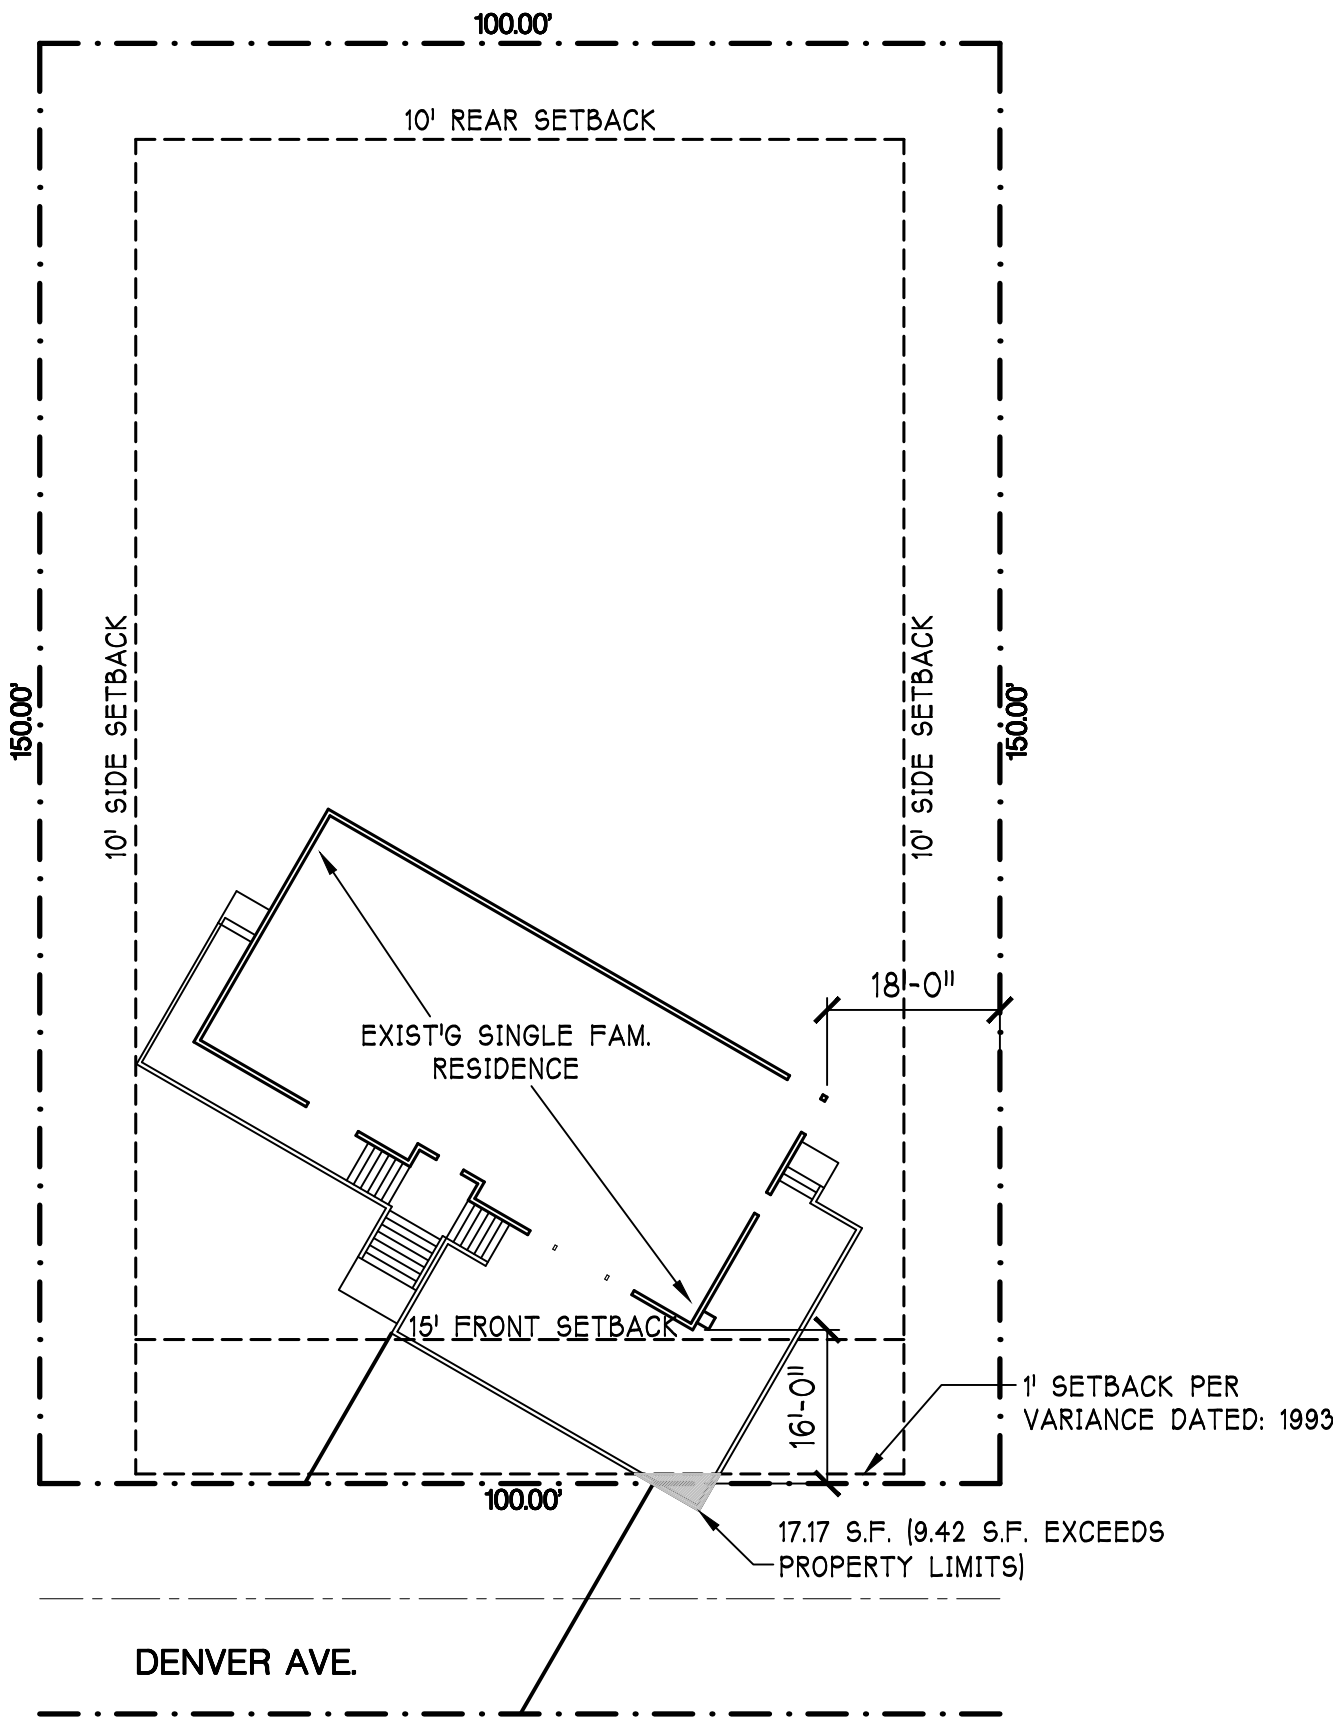 100.00'
10' REAR SETBACK
10' SIDE SETBACK
10' SIDE SETBACK
150.00'
150.00'
18'-0"
EXIST'G SINGLE FAM.
RESIDENCE
15' FRONT SETBACK
16'-0"
1' SETBACK PER
VARIANCE DATED: 1993
100.00'
17.17 S.F. (9.42 S.F. EXCEEDS
PROPERTY LIMITS)
DENVER AVE.